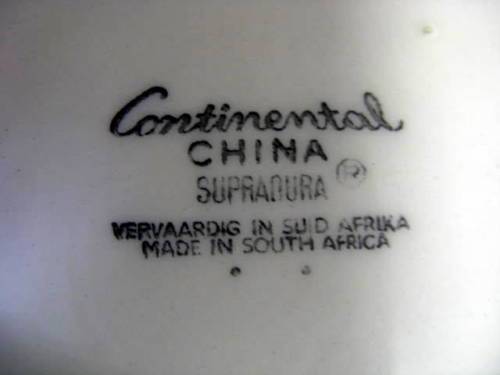 Continental
CHINA
SUPRADURA ®
VERVAARDIG IN SUID AFRIKA
MADE IN SOUTH AFRICA